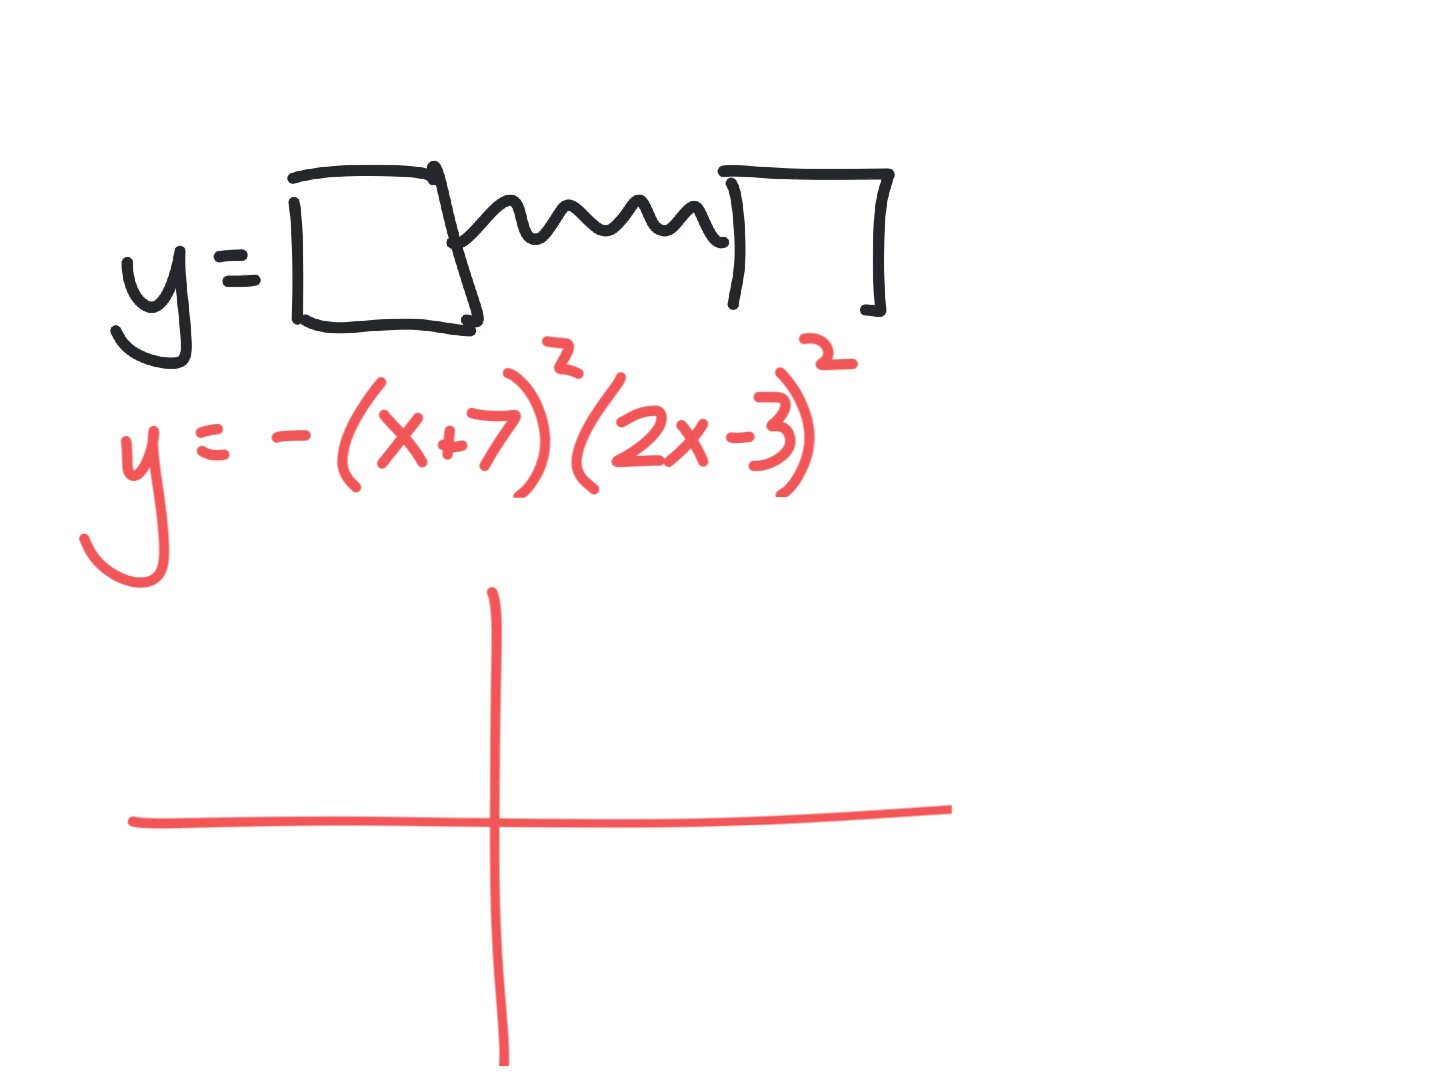 y =
y = -(x+7)²(2x-3)²